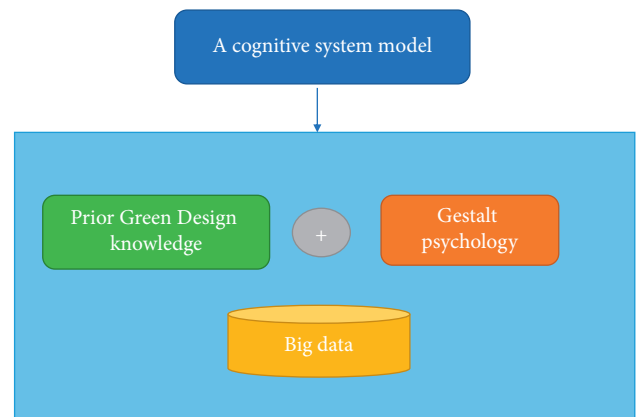 A cognitive system model
Prior Green Design
knowledge
+
Gestalt
psychology
Big data